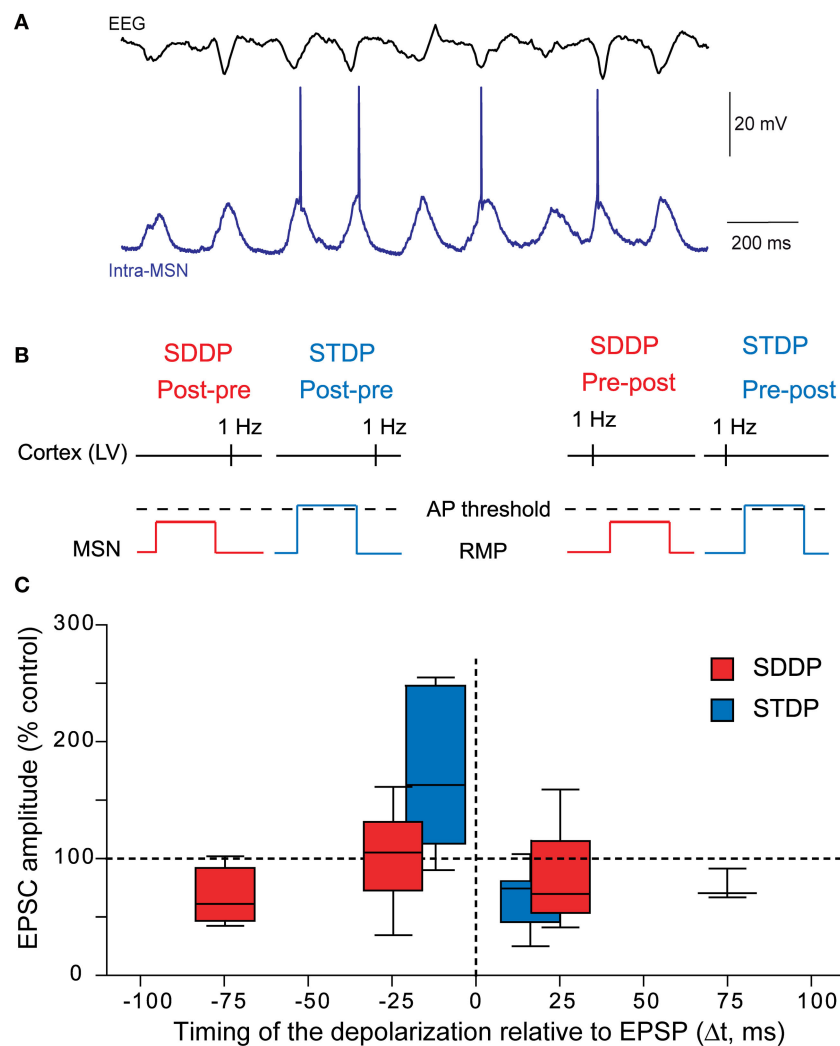 A
EEG
20 mV
200 ms
Intra-MSN
B
SDDP STDP SDDP STDP
Post-pre Post-pre Pre-post Pre-post
1 Hz 1 Hz 1 Hz 1 Hz
Cortex (LV)
AP threshold
MSN RMP
C
300
200
100
0
EPSC amplitude (% control)
SDDP
STDP
-100 -75 -50 -25 0 25 50 75 100
Timing of the depolarization relative to EPSP (Δt, ms)